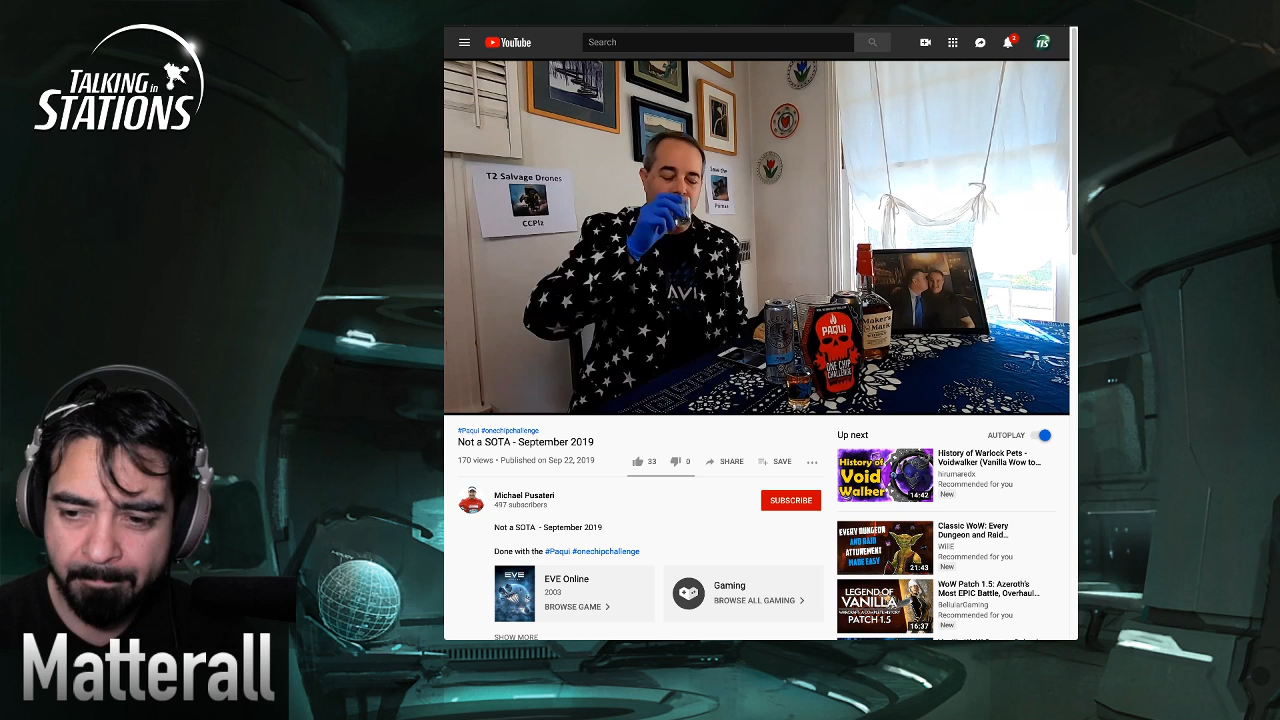 TALKING in
STATIONS
YouTube
Search
2
TIS
T2 Salvage Drones
CCPlz
AVI
PAQUI
ONE CHIP
CHALLENGE
Maker's
Mark
#Paqui #onechipchallenge
Not a SOTA - September 2019
170 views • Published on Sep 22, 2019
33
0
SHARE
SAVE
Michael Pusateri
497 subscribers
SUBSCRIBE
Not a SOTA - September 2019
Done with the #Paqui #onechipchallenge
EVE
EVE Online
2003
BROWSE GAME
Gaming
BROWSE ALL GAMING
SHOW MORE
Up next
AUTOPLAY
History of
Void
Walker
14:42
History of Warlock Pets -
Voidwalker (Vanilla Wow to...
hirumaredx
Recommended for you
New
EVERY DUNGEON
AND RAID
ATTUNEMENT
MADE EASY
21:43
Classic WoW: Every
Dungeon and Raid...
WillE
Recommended for you
New
LEGEND OF
VANILLA
PATCH 1.5
16:37
WoW Patch 1.5: Azeroth's
Most EPIC Battle, Overhaul...
BellularGaming
Recommended for you
New
Matterall